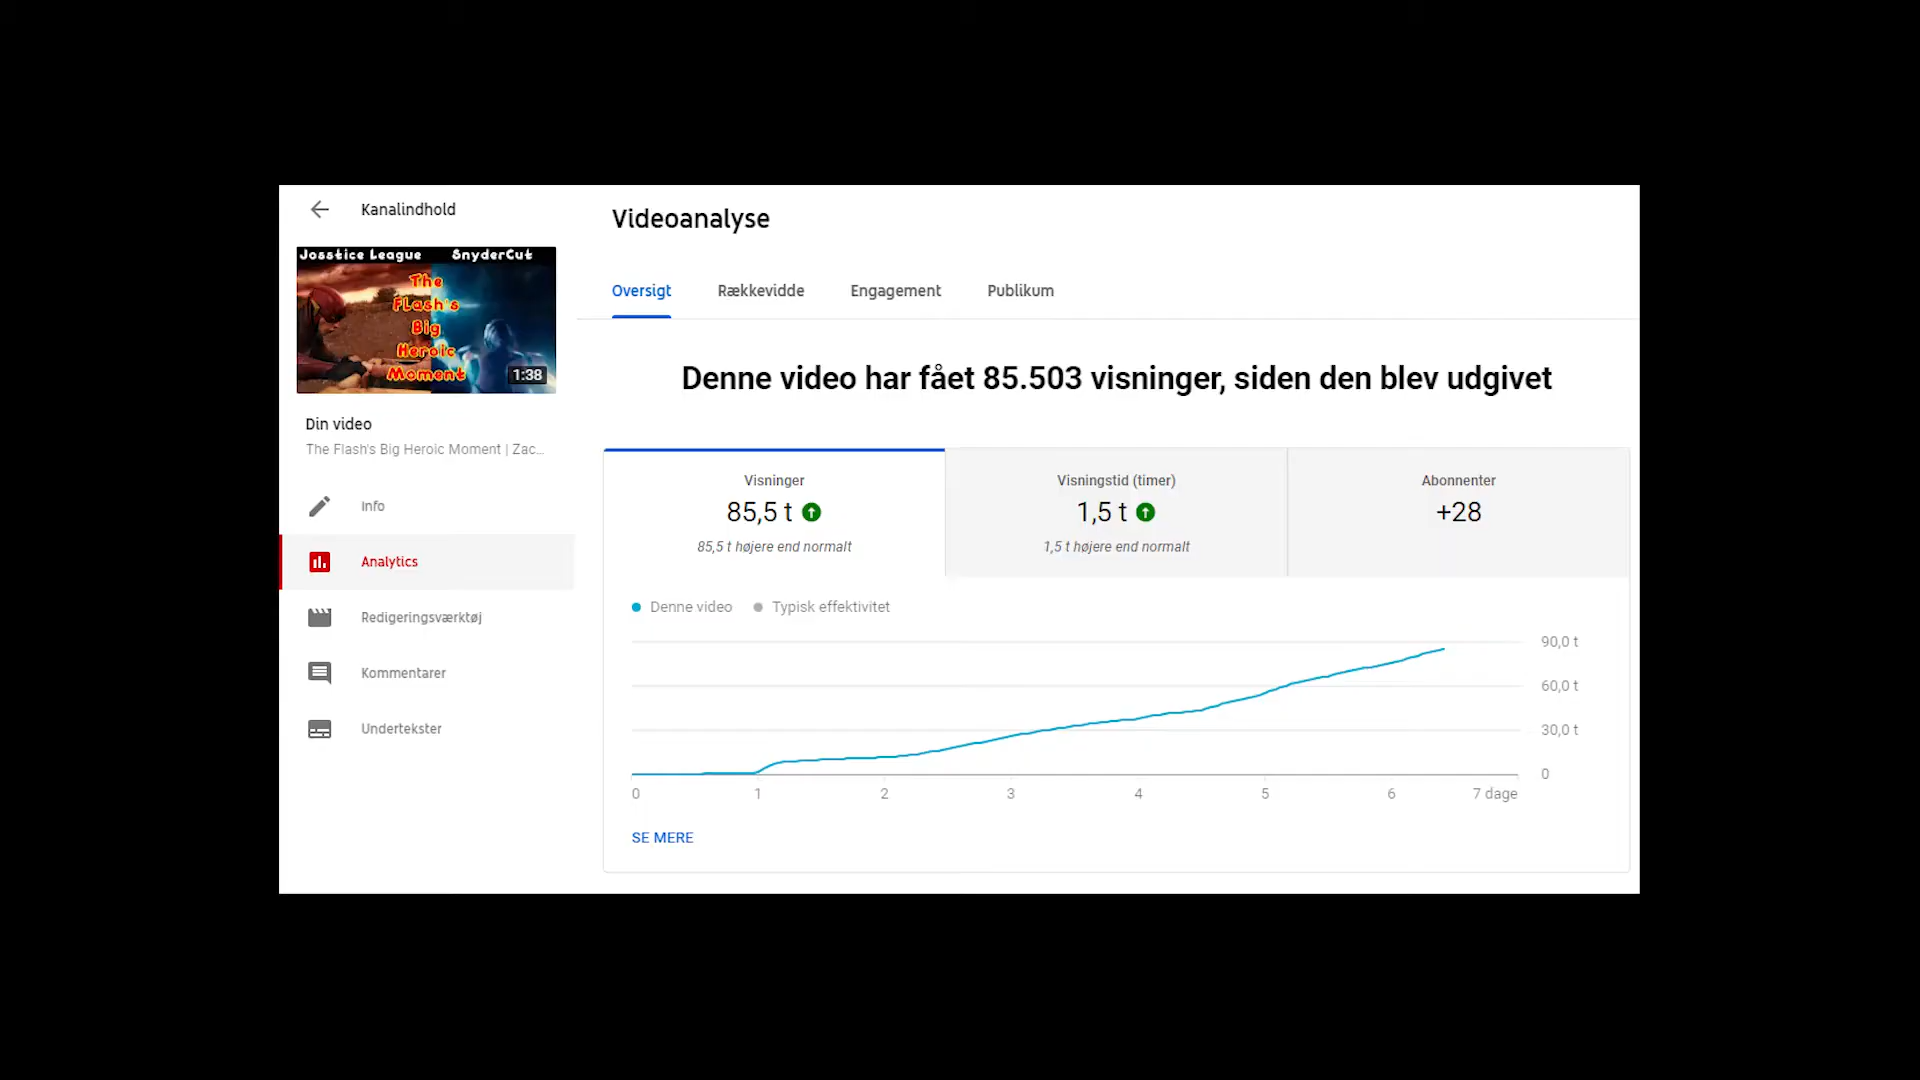 Kanalindhold
Josstice League SnyderCut
The
Flash's
Big
Heroic
Moment
1:38
Din video
The Flash's Big Heroic Moment | Zac...
Info
Analytics
Redigeringsværktøj
Kommentarer
Undertekster
Videoanalyse
Oversigt Rækkevidde Engagement Publikum
Denne video har fået 85.503 visninger, siden den blev udgivet
Visninger
85,5 t
85,5 t højere end normalt
Visningstid (timer)
1,5 t
1,5 t højere end normalt
Abonnenter
+28
Denne video Typisk effektivitet
90,0 t
60,0 t
30,0 t
0
0 1 2 3 4 5 6 7 dage
SE MERE